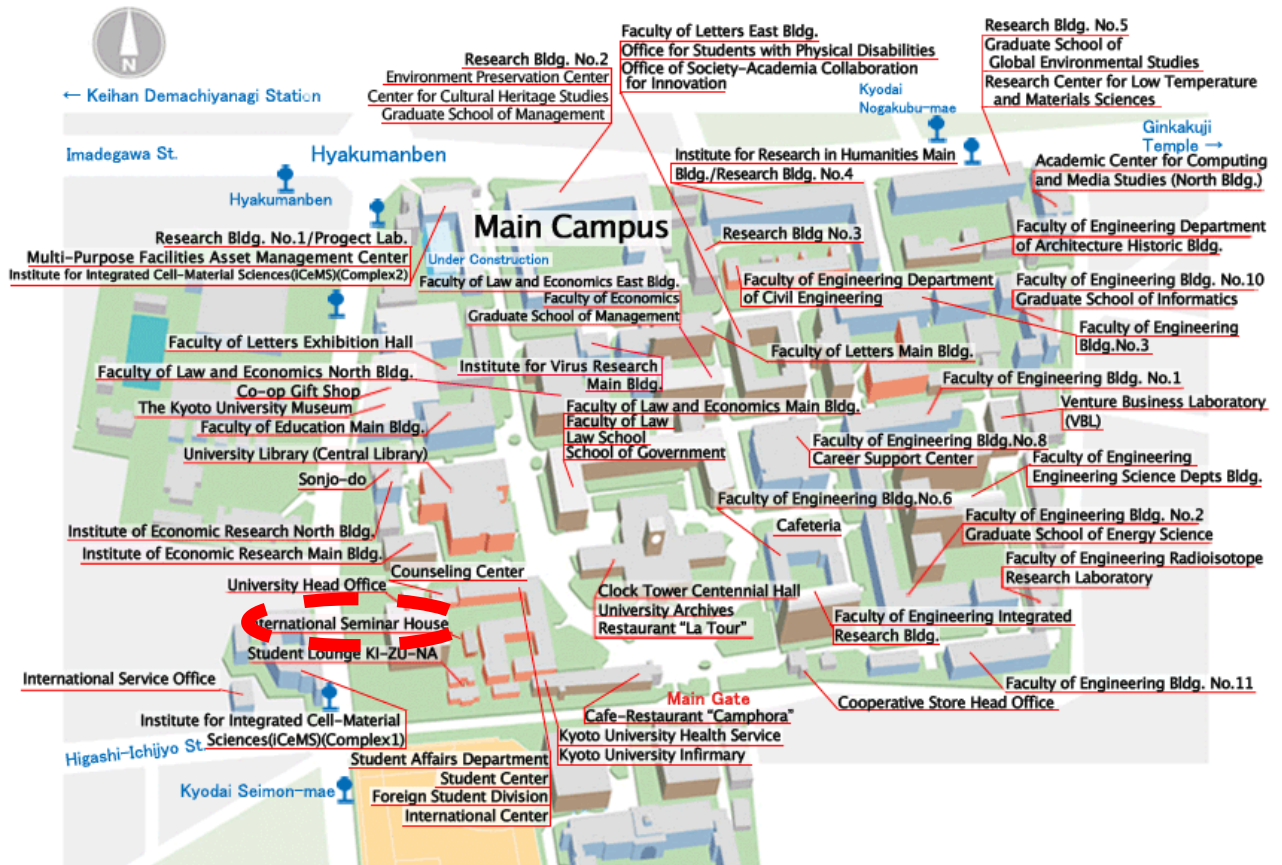 N
← Keihan Demachiyanagi Station
Imadegawa St.
Hyakumanben
Hyakumanben
Research Bldg. No.2
Environment Preservation Center
Center for Cultural Heritage Studies
Graduate School of Management
Faculty of Letters East Bldg.
Office for Students with Physical Disabilities
Office of Society-Academia Collaboration
for Innovation
Kyodai
Nogakubu-mae
Research Bldg. No.5
Graduate School of
Global Environmental Studies
Research Center for Low Temperature
and Materials Sciences
Ginkakuji
Temple →
Academic Center for Computing
and Media Studies (North Bldg.)
Institute for Research in Humanities Main
Bldg./Research Bldg. No.4
Main Campus
Research Bldg No.3
Faculty of Engineering Department
of Architecture Historic Bldg.
Research Bldg. No.1/Progect Lab.
Multi-Purpose Facilities Asset Management Center
Institute for Integrated Cell-Material Sciences(iCeMS)(Complex2)
Under Construction
Faculty of Law and Economics East Bldg.
Faculty of Economics
Graduate School of Management
Faculty of Engineering Department
of Civil Engineering
Faculty of Engineering Bldg. No.10
Graduate School of Informatics
Faculty of Engineering
Bldg.No.3
Faculty of Letters Exhibition Hall
Faculty of Letters Main Bldg.
Institute for Virus Research
Main Bldg.
Faculty of Law and Economics North Bldg.
Co-op Gift Shop
The Kyoto University Museum
Faculty of Education Main Bldg.
University Library (Central Library)
Sonjo-do
Faculty of Law and Economics Main Bldg.
Faculty of Law
Law School
School of Government
Faculty of Engineering Bldg. No.1
Venture Business Laboratory
(VBL)
Faculty of Engineering Bldg.No.8
Career Support Center
Faculty of Engineering
Engineering Science Depts Bldg.
Faculty of Engineering Bldg.No.6
Cafeteria
Faculty of Engineering Bldg. No.2
Graduate School of Energy Science
Institute of Economic Research North Bldg.
Institute of Economic Research Main Bldg.
Faculty of Engineering Radioisotope
Research Laboratory
Counseling Center
University Head Office
Clock Tower Centennial Hall
University Archives
Restaurant "La Tour"
Faculty of Engineering Integrated
Research Bldg.
International Seminar House
Student Lounge KI-ZU-NA
International Service Office
Main Gate
Faculty of Engineering Bldg. No.11
Cooperative Store Head Office
Cafe-Restaurant "Camphora"
Kyoto University Health Service
Kyoto University Infirmary
Institute for Integrated Cell-Material
Sciences(iCeMS)(Complex1)
Higashi-Ichijyo St.
Student Affairs Department
Student Center
Foreign Student Division
International Center
Kyodai Seimon-mae